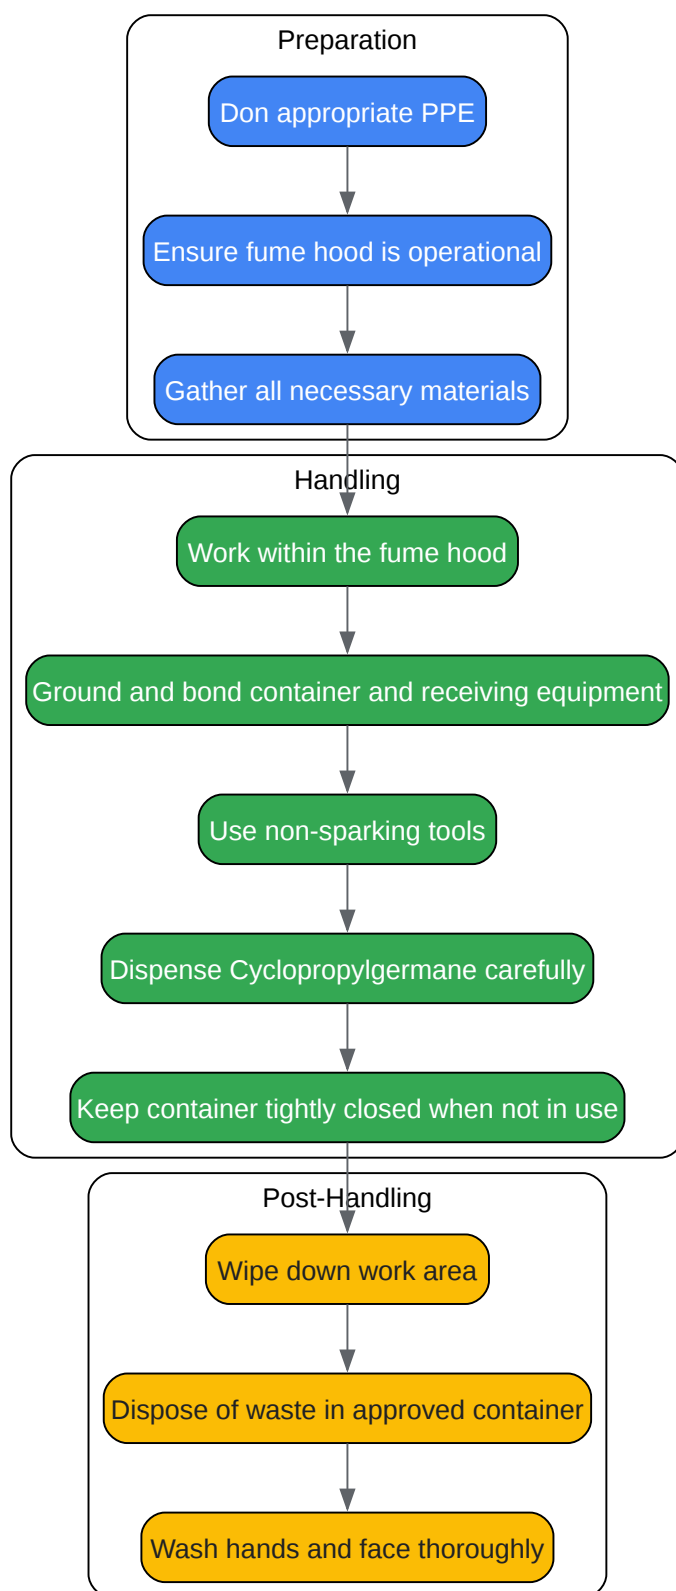 Preparation
Don appropriate PPE
Ensure fume hood is operational
Gather all necessary materials
Handling
Work within the fume hood
Ground and bond container and receiving equipment
Use non-sparking tools
Dispense Cyclopropylgermane carefully
Keep container tightly closed when not in use
Post-Handling
Wipe down work area
Dispose of waste in approved container
Wash hands and face thoroughly